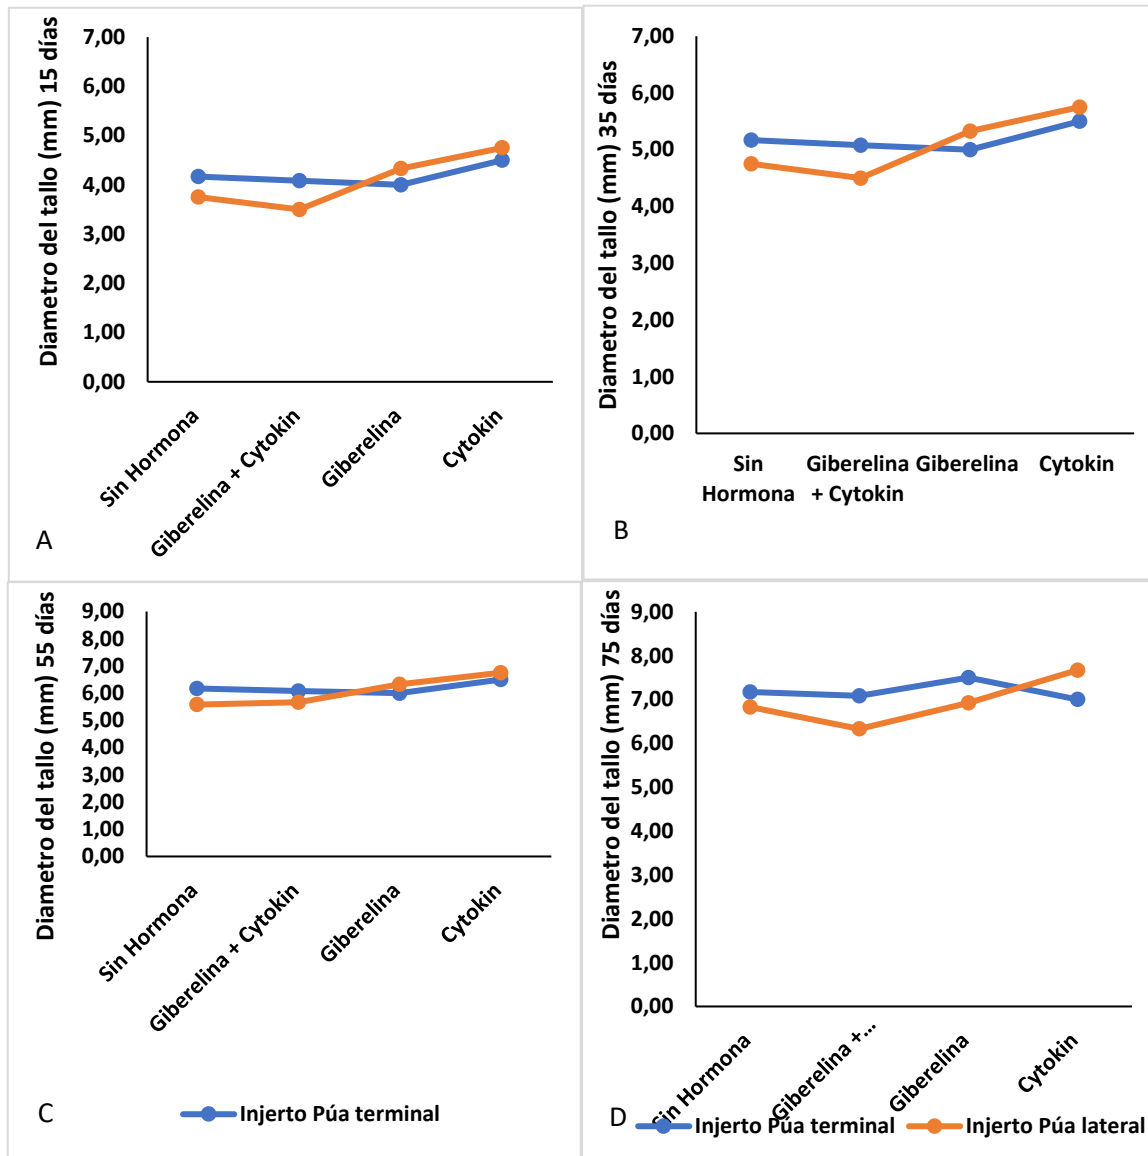 Diametro del tallo (mm) 15 días
7,00
6,00
5,00
4,00
3,00
2,00
1,00
0,00
Sin Hormona
Giberelina + Cytokin
Giberelina
Cytokin
A
Diametro del tallo (mm) 35 días
7,00
6,00
5,00
4,00
3,00
2,00
1,00
0,00
Sin
Hormona
Giberelina
+ Cytokin
Giberelina
Cytokin
B
Diametro del tallo (mm) 55 días
9,00
8,00
7,00
6,00
5,00
4,00
3,00
2,00
1,00
0,00
Sin Hormona
Giberelina + Cytokin
Giberelina
Cytokin
C
Injerto Púa terminal
Diametro del tallo (mm) 75 días
9,00
8,00
7,00
6,00
5,00
4,00
3,00
2,00
1,00
0,00
Sin Hormona
Giberelina +...
Giberelina
Cytokin
D
Injerto Púa terminal
Injerto Púa lateral